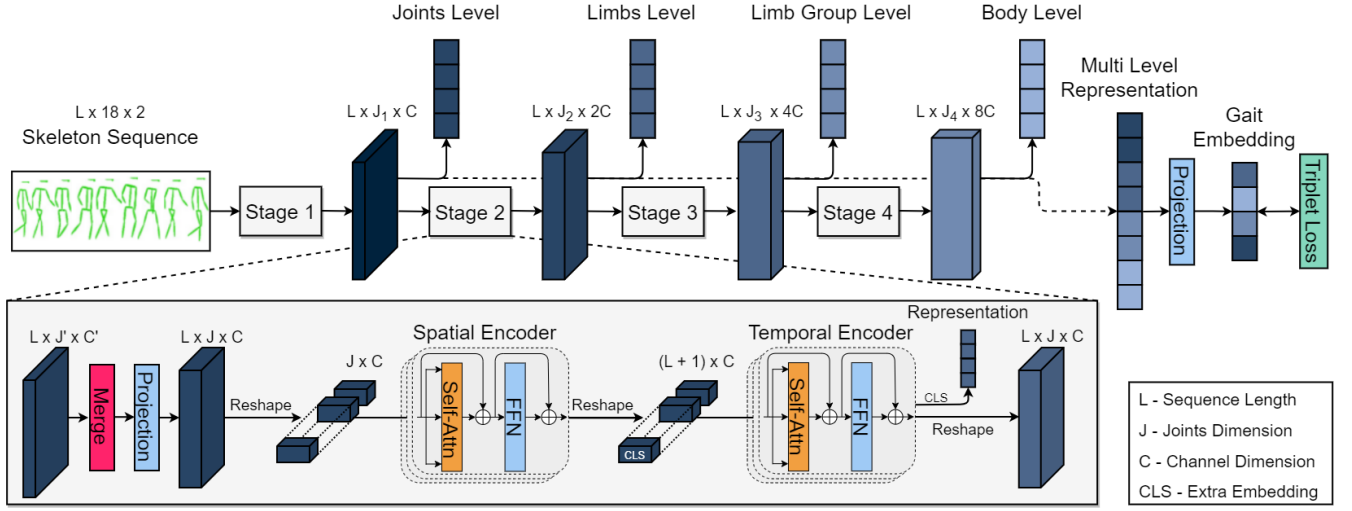 Joints Level
Limbs Level
Limb Group Level
Body Level
Multi Level
Representation
Gait
Embedding
L x 18 x 2
Skeleton Sequence
L x J₁ x C
L x J₂ x 2C
L x J₃ x 4C
L x J₄ x 8C
Stage 1
Stage 2
Stage 3
Stage 4
Projection
Triplet Loss
L x J' x C'
Merge
Projection
L x J x C
Reshape
J x C
Spatial Encoder
Self-Attn
FFN
Reshape
(L + 1) x C
CLS
Temporal Encoder
Self-Attn
FFN
Representation
CLS
Reshape
L x J x C
L - Sequence Length
J - Joints Dimension
C - Channel Dimension
CLS - Extra Embedding